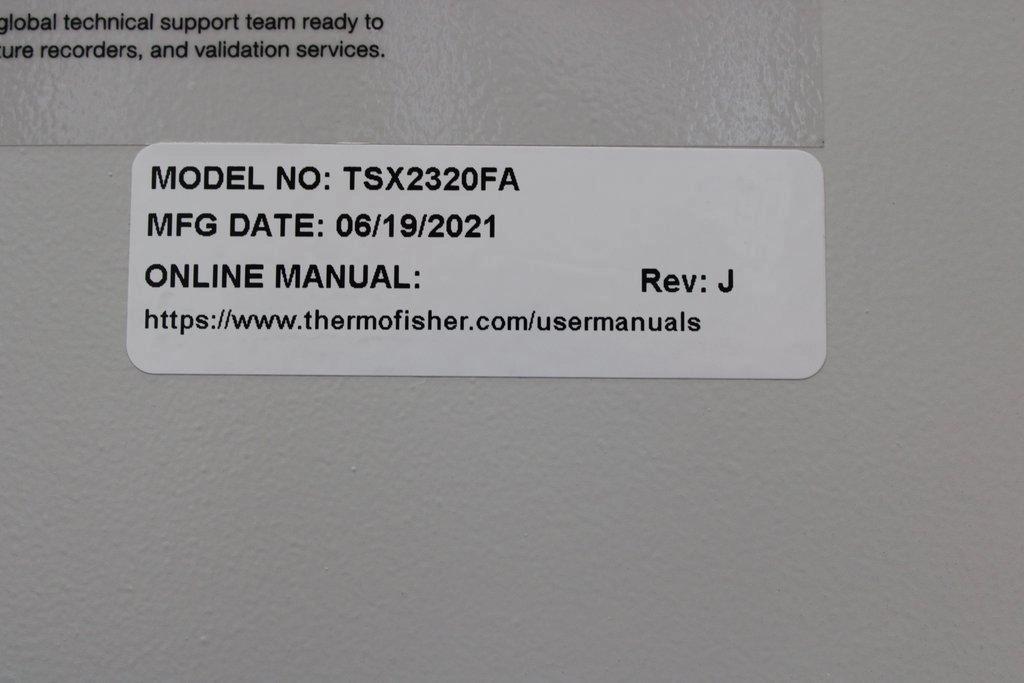 global technical support team ready to
ture recorders, and validation services.
MODEL NO: TSX2320FA
MFG DATE: 06/19/2021
ONLINE MANUAL: Rev: J
https://www.thermofisher.com/usermanuals